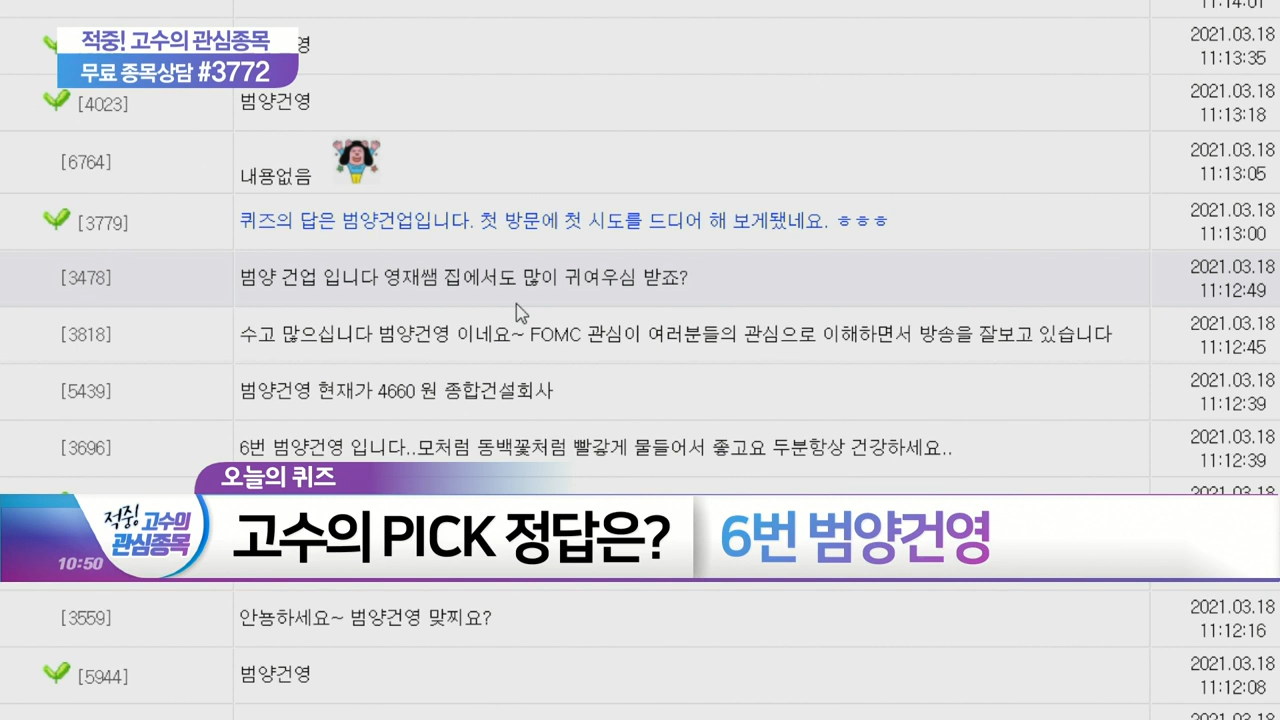 적중! 고수의 관심종목
무료 종목상담 #3772
영
2021.03.18
11:13:35
[4023]
범양건영
2021.03.18
11:13:18
[6764]
내용없음
2021.03.18
11:13:05
[3779]
퀴즈의 답은 범양건업입니다. 첫 방문에 첫 시도를 드디어 해 보게됐네요. ㅎㅎㅎ
2021.03.18
11:13:00
[3478]
범양 건업 입니다 영재쌤 집에서도 많이 귀여우심 받죠?
2021.03.18
11:12:49
[3818]
수고 많으십니다 범양건영 이네요~ FOMC 관심이 여러분들의 관심으로 이해하면서 방송을 잘보고 있습니다
2021.03.18
11:12:45
[5439]
범양건영 현재가 4660 원 종합건설회사
2021.03.18
11:12:39
[3696]
6번 범양건영 입니다..모처럼 동백꽃처럼 빨갛게 물들어서 좋고요 두분항상 건강하세요..
2021.03.18
11:12:39
오늘의 퀴즈
적중! 고수의
관심종목
10:50
고수의 PICK 정답은?
6번 범양건영
[3559]
안뇽하세요~ 범양건영 맞찌요?
2021.03.18
11:12:16
[5944]
범양건영
2021.03.18
11:12:08